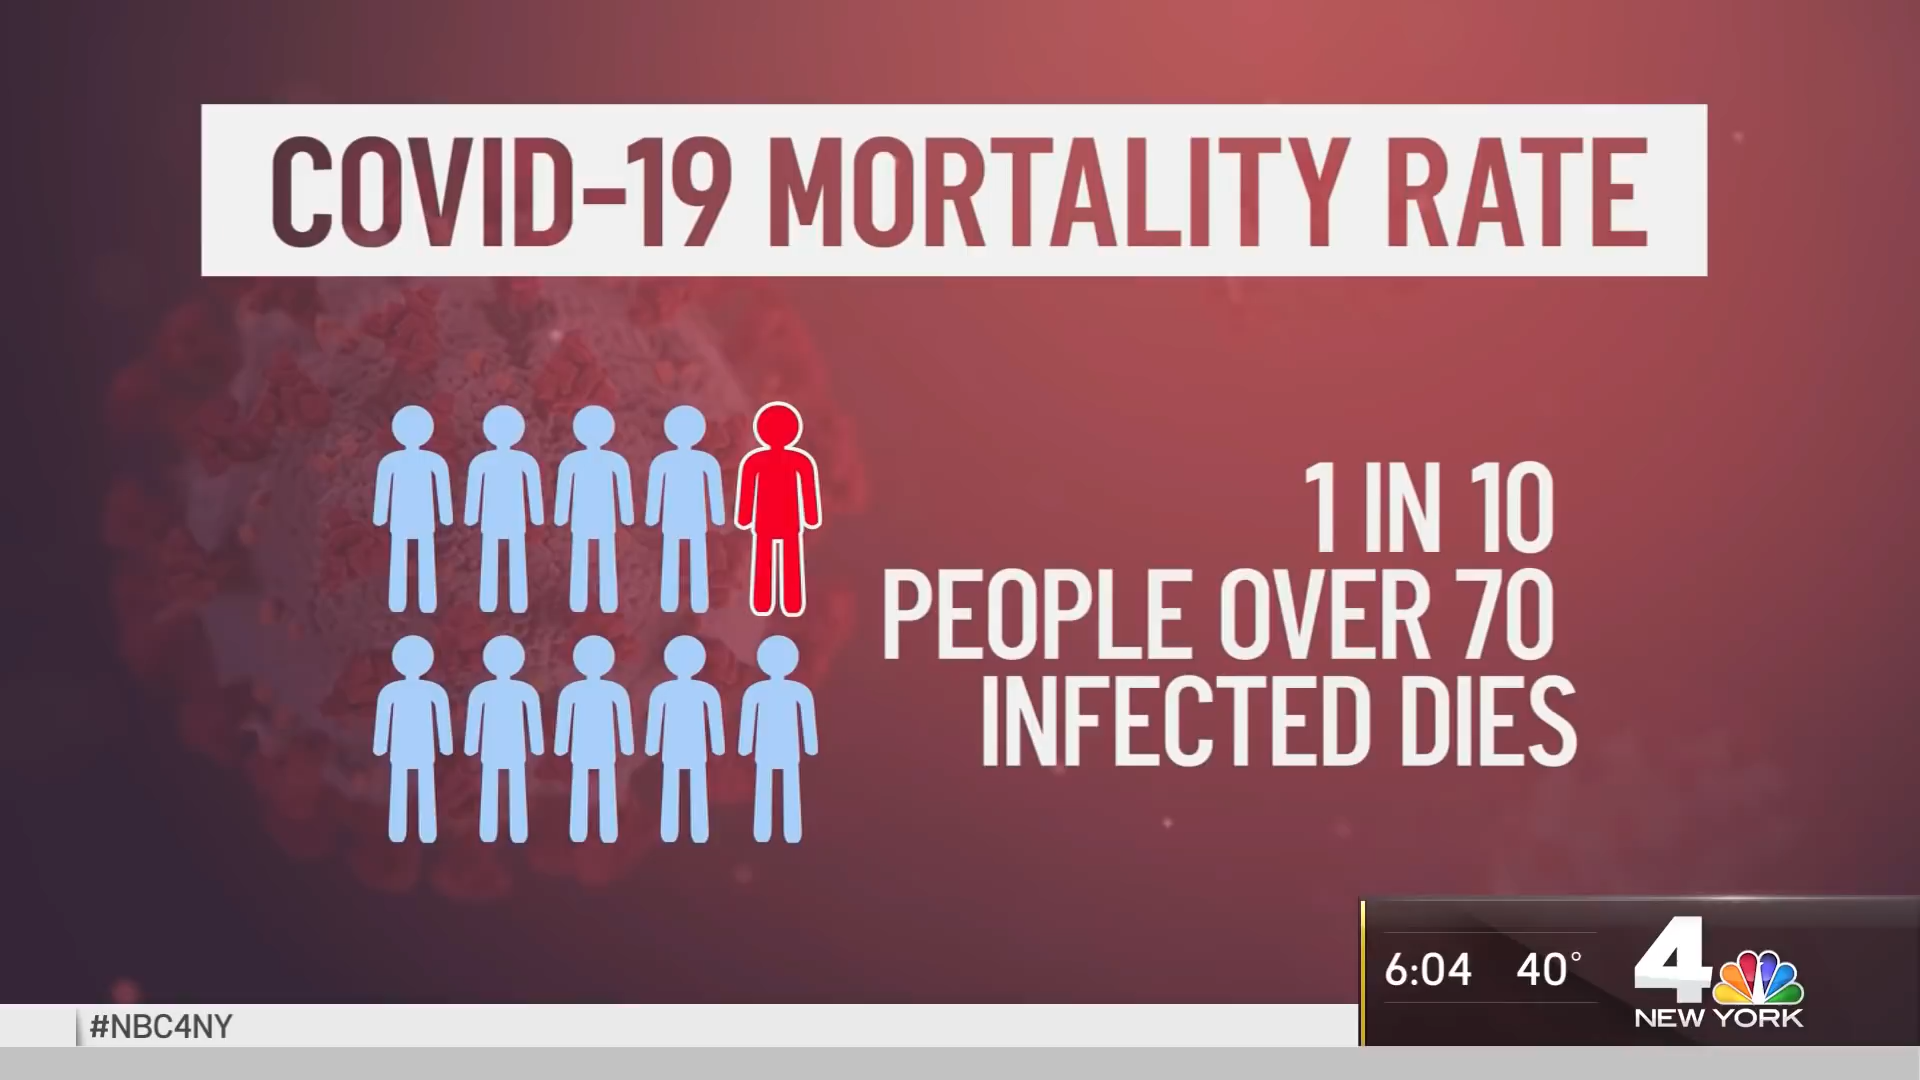 COVID-19 MORTALITY RATE
1 IN 10
PEOPLE OVER 70
INFECTED DIES
6:04 40°
4
NEW YORK
#NBC4NY